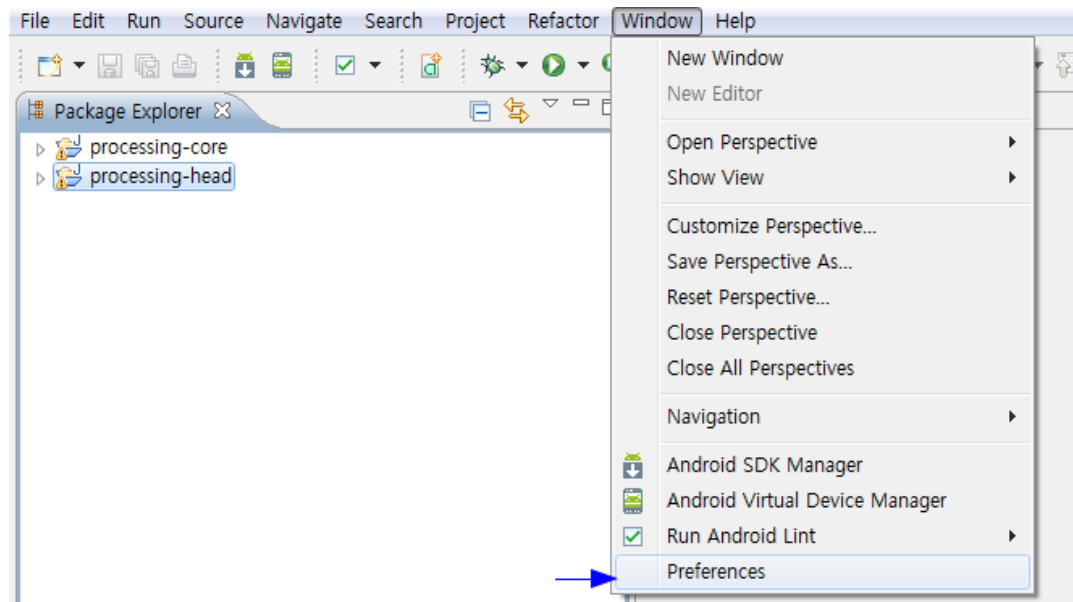 File Edit Run Source Navigate Search Project Refactor Window Help
Package Explorer
processing-core
processing-head
New Window
New Editor
Open Perspective
Show View
Customize Perspective...
Save Perspective As...
Reset Perspective...
Close Perspective
Close All Perspectives
Navigation
Android SDK Manager
Android Virtual Device Manager
Run Android Lint
Preferences